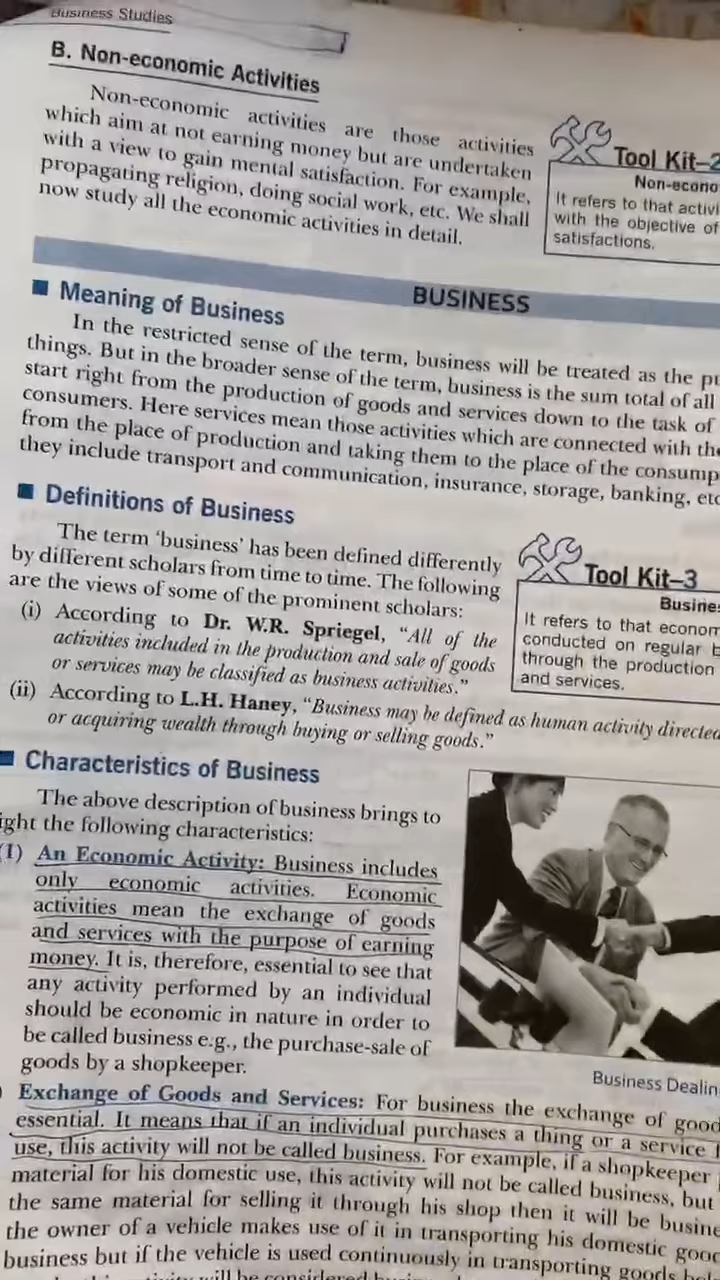 Business Studies
B. Non-economic Activities
Non-economic activities are those activities
which aim at not earning money but are undertaken
with a view to gain mental satisfaction. For example,
propagating religion, doing social work, etc. We shall
now study all the economic activities in detail.
Tool Kit–2
Non-econo
It refers to that activi
with the objective of
satisfactions.
BUSINESS
Meaning of Business
In the restricted sense of the term, business will be treated as the pu
things. But in the broader sense of the term, business is the sum total of all
start right from the production of goods and services down to the task of
consumers. Here services mean those activities which are connected with the
from the place of production and taking them to the place of the consump
they include transport and communication, insurance, storage, banking, etc
Definitions of Business
The term ‘business’ has been defined differently
by different scholars from time to time. The following
are the views of some of the prominent scholars:
(i) According to Dr. W.R. Spriegel, “All of the
activities included in the production and sale of goods
or services may be classified as business activities.”
Tool Kit–3
Busines
It refers to that econom
conducted on regular b
through the production
and services.
(ii) According to L.H. Haney, “Business may be defined as human activity directed
or acquiring wealth through buying or selling goods.”
Characteristics of Business
The above description of business brings to
ight the following characteristics:
(1) An Economic Activity: Business includes
only economic activities. Economic
activities mean the exchange of goods
and services with the purpose of earning
money. It is, therefore, essential to see that
any activity performed by an individual
should be economic in nature in order to
be called business e.g., the purchase-sale of
goods by a shopkeeper.
Business Dealin
) Exchange of Goods and Services: For business the exchange of good
essential. It means that if an individual purchases a thing or a service
use, this activity will not be called business. For example, if a shopkeeper
material for his domestic use, this activity will not be called business, but
the same material for selling it through his shop then it will be busine
the owner of a vehicle makes use of it in transporting his domestic good
business but if the vehicle is used continuously in transporting goods
will be considered